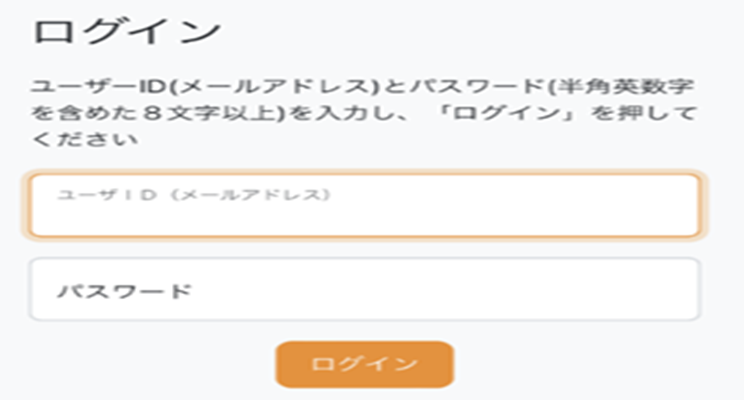 ログイン
ユーザーID(メールアドレス)とパスワード(半角英数字
を含めた８文字以上)を入力し、「ログイン」を押して
ください
ユーザＩＤ（メールアドレス）
パスワード
ログイン